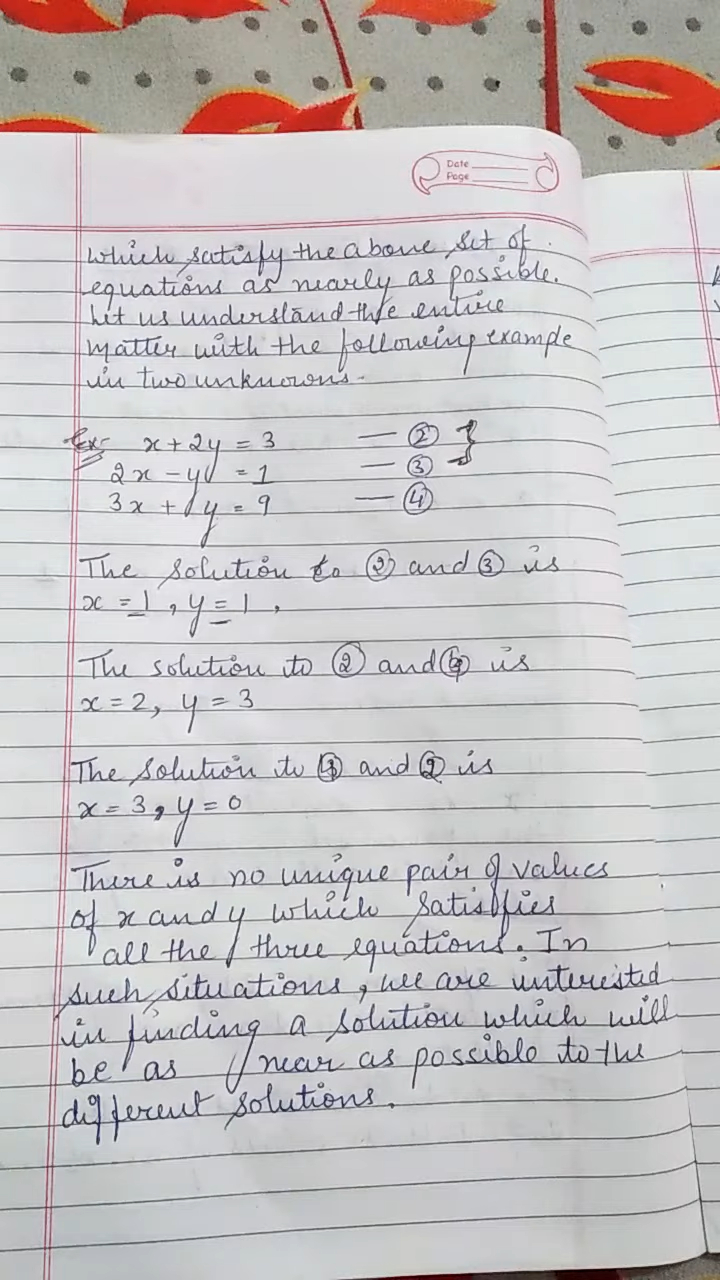 Date
Page
which satisfy the above set of
equations as nearly as possible.
Let us understand the entire
matter with the following example
in two unknowns.
Ex:- x + 2y = 3 — ② }
2x - y = 1 — ③
3x + y = 9 — ④
The solution to ② and ③ is
x = 1, y = 1.
The solution to ② and ④ is
x = 2, y = 3
The solution to and ② is
x = 3, y = 0
There is no unique pair of values
of x and y which satisfies
all the three equations. In
such situations, we are interested
in finding a solution which will
be as near as possible to the
different solutions.